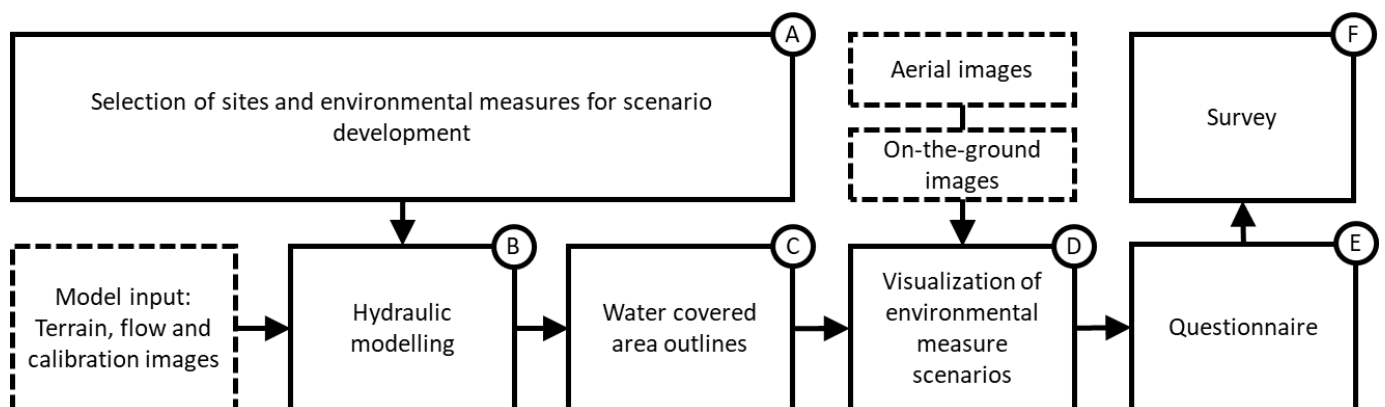 A
Selection of sites and environmental measures for scenario
development
Aerial images
On-the-ground
images
F
Survey
Model input:
Terrain, flow and
calibration images
B
Hydraulic
modelling
C
Water covered
area outlines
D
Visualization of
environmental
measure
scenarios
E
Questionnaire